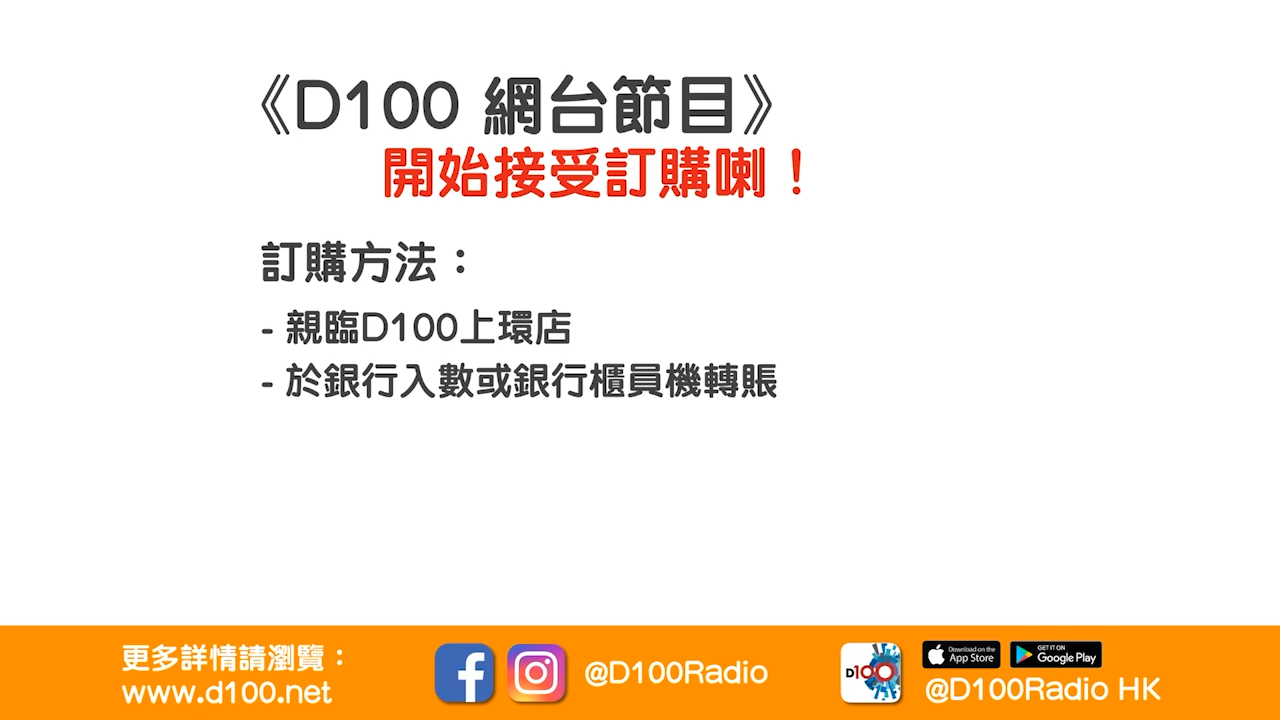 《D100 網台節目》
開始接受訂購喇！
訂購方法：
- 親臨D100上環店
- 於銀行入數或銀行櫃員機轉賬
更多詳情請瀏覽：
www.d100.net
@D100Radio
D100
Download on the
App Store
GET IT ON
Google Play
@D100Radio HK